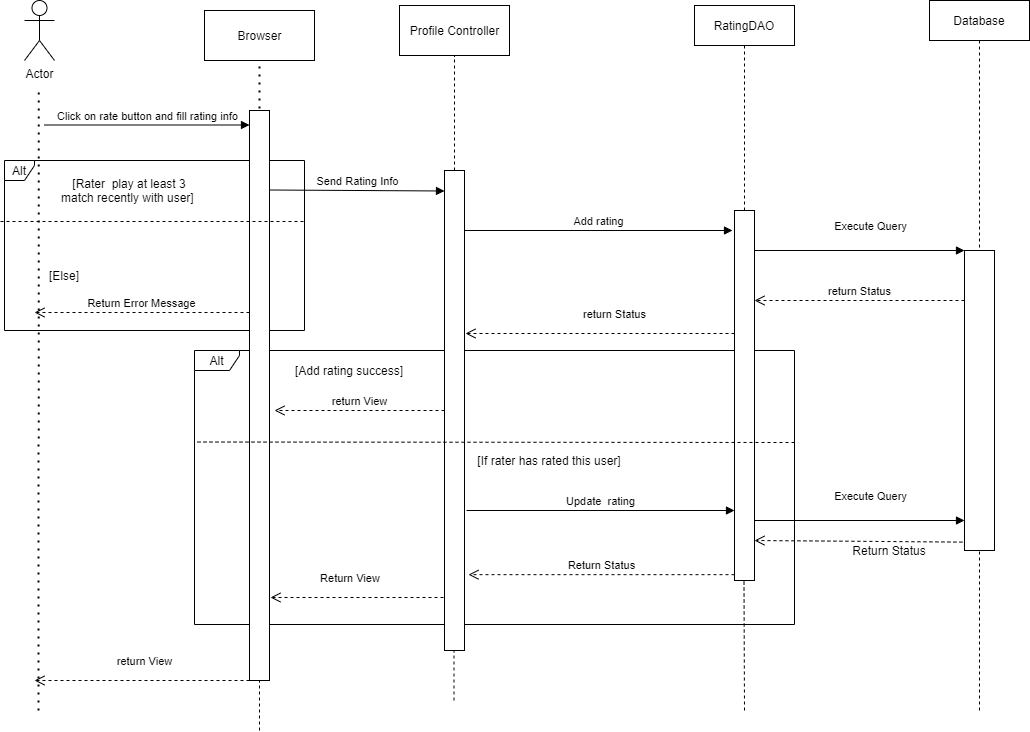 Actor
Browser
Profile Controller
RatingDAO
Database
Click on rate button and fill rating info
Alt
[Rater play at least 3
match recently with user]
Send Rating Info
Add rating
Execute Query
[Else]
Return Error Message
return Status
return Status
Alt
[Add rating success]
return View
[If rater has rated this user]
Update rating
Execute Query
Return Status
Return Status
Return View
return View